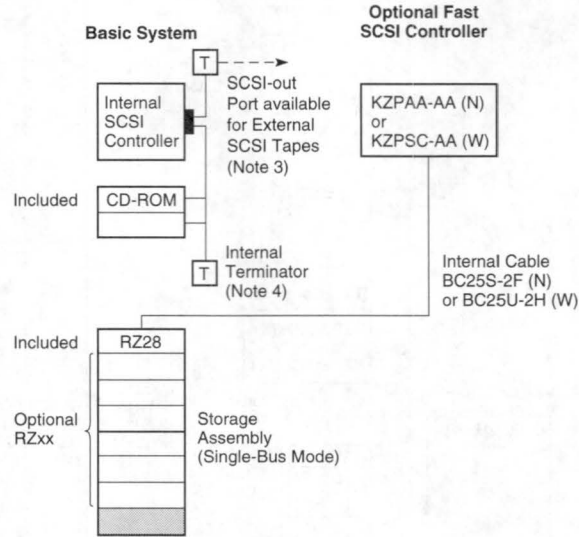 Basic System
Optional Fast
SCSI Controller
T
SCSI-out
Port available
for External
SCSI Tapes
(Note 3)
Internal
SCSI
Controller
KZPAA-AA (N)
or
KZPSC-AA (W)
Included
CD-ROM
T
Internal
Terminator
(Note 4)
Internal Cable
BC25S-2F (N)
or BC25U-2H (W)
Included
RZ28
Optional
RZxx
Storage
Assembly
(Single-Bus Mode)